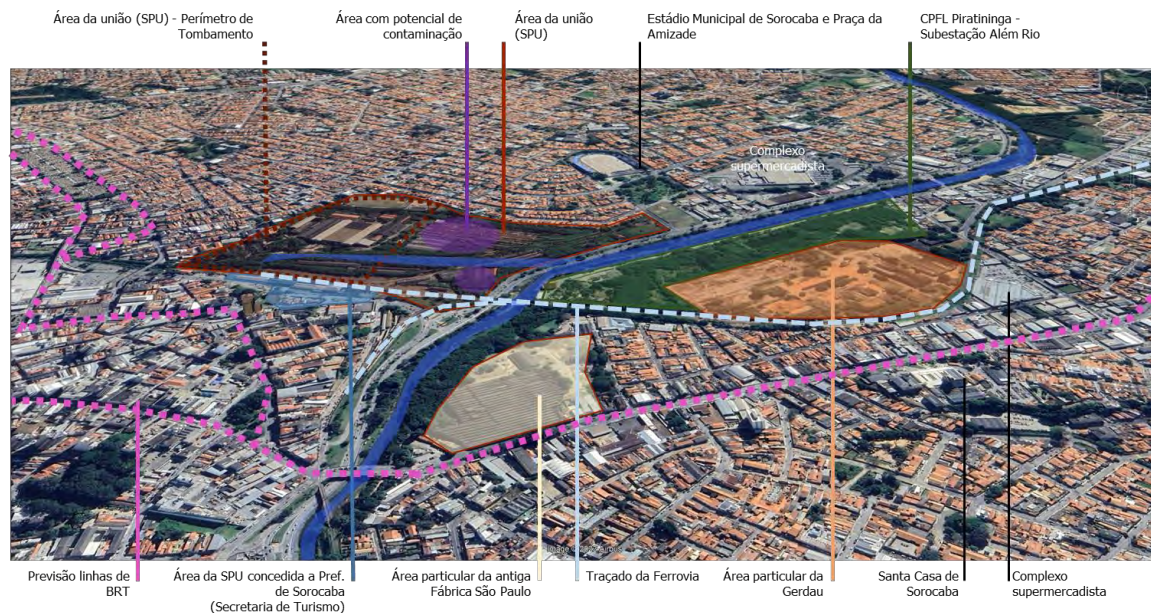 Área da união (SPU) - Perímetro de
Tombamento
Área com potencial de
contaminação
Área da união
(SPU)
Estádio Municipal de Sorocaba e Praça da
Amizade
CPFL Piratininga -
Subestação Além Rio
Complexo
supermercadista
Previsão linhas de
BRT
Área da SPU concedida a Pref.
de Sorocaba
(Secretaria de Turismo)
Área particular da antiga
Fábrica São Paulo
Traçado da Ferrovia
Área particular da
Gerdau
Santa Casa de
Sorocaba
Complexo
supermercadista